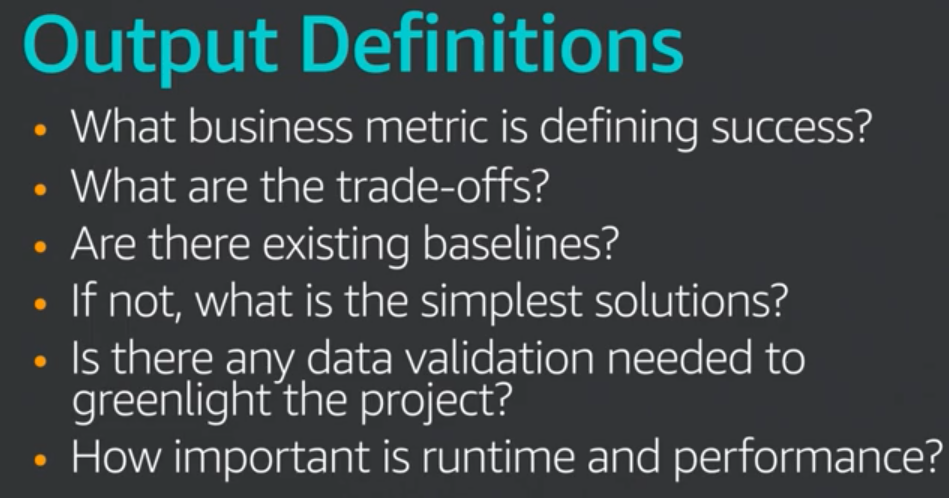 Output Definitions
• What business metric is defining success?
• What are the trade-offs?
• Are there existing baselines?
• If not, what is the simplest solutions?
• Is there any data validation needed to
greenlight the project?
• How important is runtime and performance?